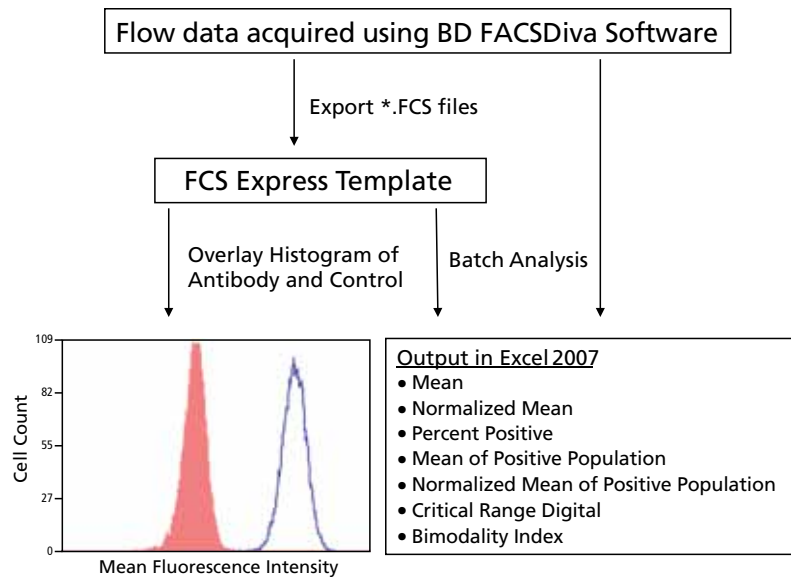 Flow data acquired using BD FACSDiva Software
Export *.FCS files
FCS Express Template
Overlay Histogram of
Antibody and Control
Batch Analysis
109
82
55
27
0
Cell Count
Mean Fluorescence Intensity
Output in Excel 2007
• Mean
• Normalized Mean
• Percent Positive
• Mean of Positive Population
• Normalized Mean of Positive Population
• Critical Range Digital
• Bimodality Index